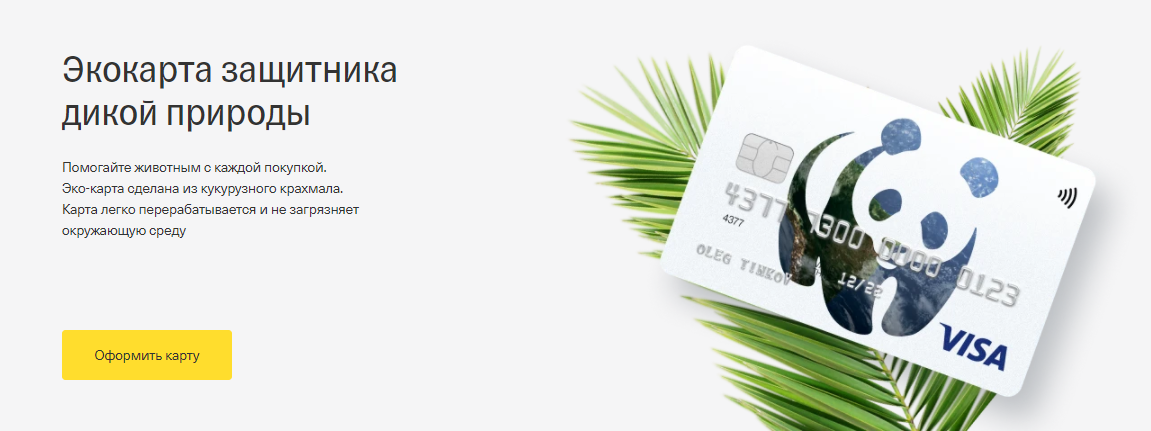 Экокарта защитника
дикой природы
Помогайте животным с каждой покупкой.
Эко-карта сделана из кукурузного крахмала.
Карта легко перерабатывается и не загрязняет
окружающую среду
Оформить карту
4377 7300 0000 0123
4377
12/22
OLEG TINKOV
VISA